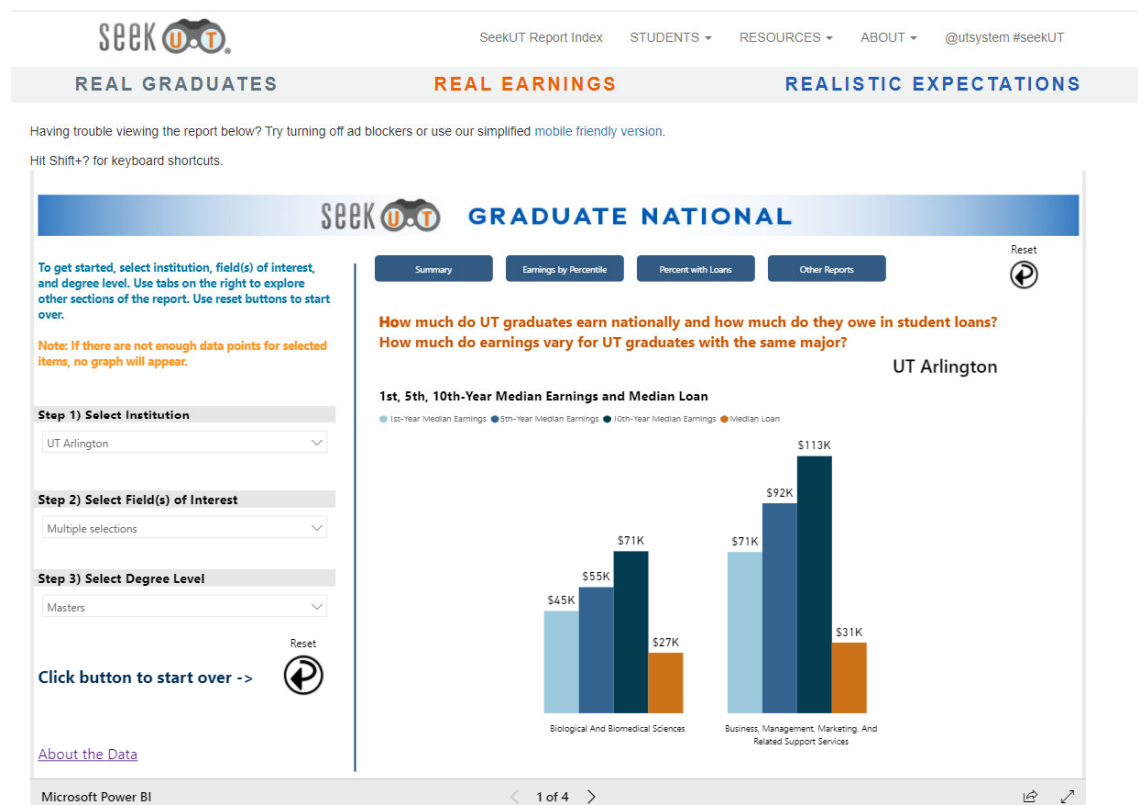 SEEK U.T.
SeekUT Report Index STUDENTS RESOURCES ABOUT @utsystem #seekUT
REAL GRADUATES REAL EARNINGS REALISTIC EXPECTATIONS
Having trouble viewing the report below? Try turning off ad blockers or use our simplified mobile friendly version.
Hit Shift+? for keyboard shortcuts.
SEEK U.T GRADUATE NATIONAL
To get started, select institution, field(s) of interest,
and degree level. Use tabs on the right to explore
other sections of the report. Use reset buttons to start
over.
Note: If there are not enough data points for selected
items, no graph will appear.
Step 1) Select Institution
UT Arlington
Step 2) Select Field(s) of Interest
Multiple selections
Step 3) Select Degree Level
Masters
Reset
Click button to start over ->
About the Data
Summary Earnings by Percentile Percent with Loans Other Reports
Reset
How much do UT graduates earn nationally and how much do they owe in student loans?
How much do earnings vary for UT graduates with the same major?
UT Arlington
1st, 5th, 10th-Year Median Earnings and Median Loan
1st-Year Median Earnings 5th-Year Median Earnings 10th-Year Median Earnings Median Loan
$45K
$55K
$71K
$27K
$71K
$92K
$113K
$31K
Biological And Biomedical Sciences
Business, Management, Marketing, And
Related Support Services
Microsoft Power BI
1 of 4